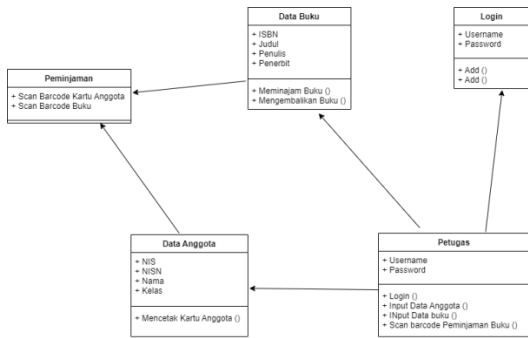 Data Buku
+ ISBN
+ Judul
+ Penulis
+ Penerbit
+ Meminajam Buku ()
+ Mengembalikan Buku ()
Login
+ Username
+ Password
+ Add ()
+ Add ()
Peminjaman
+ Scan Barcode Kartu Anggota
+ Scan Barcode Buku
Data Anggota
+ NIS
+ NISN
+ Nama
+ Kelas
+ Mencetak Kartu Anggota ()
Petugas
+ Username
+ Password
+ Login ()
+ Input Data Anggota ()
+ INput Data buku ()
+ Scan barcode Peminjaman Buku ()